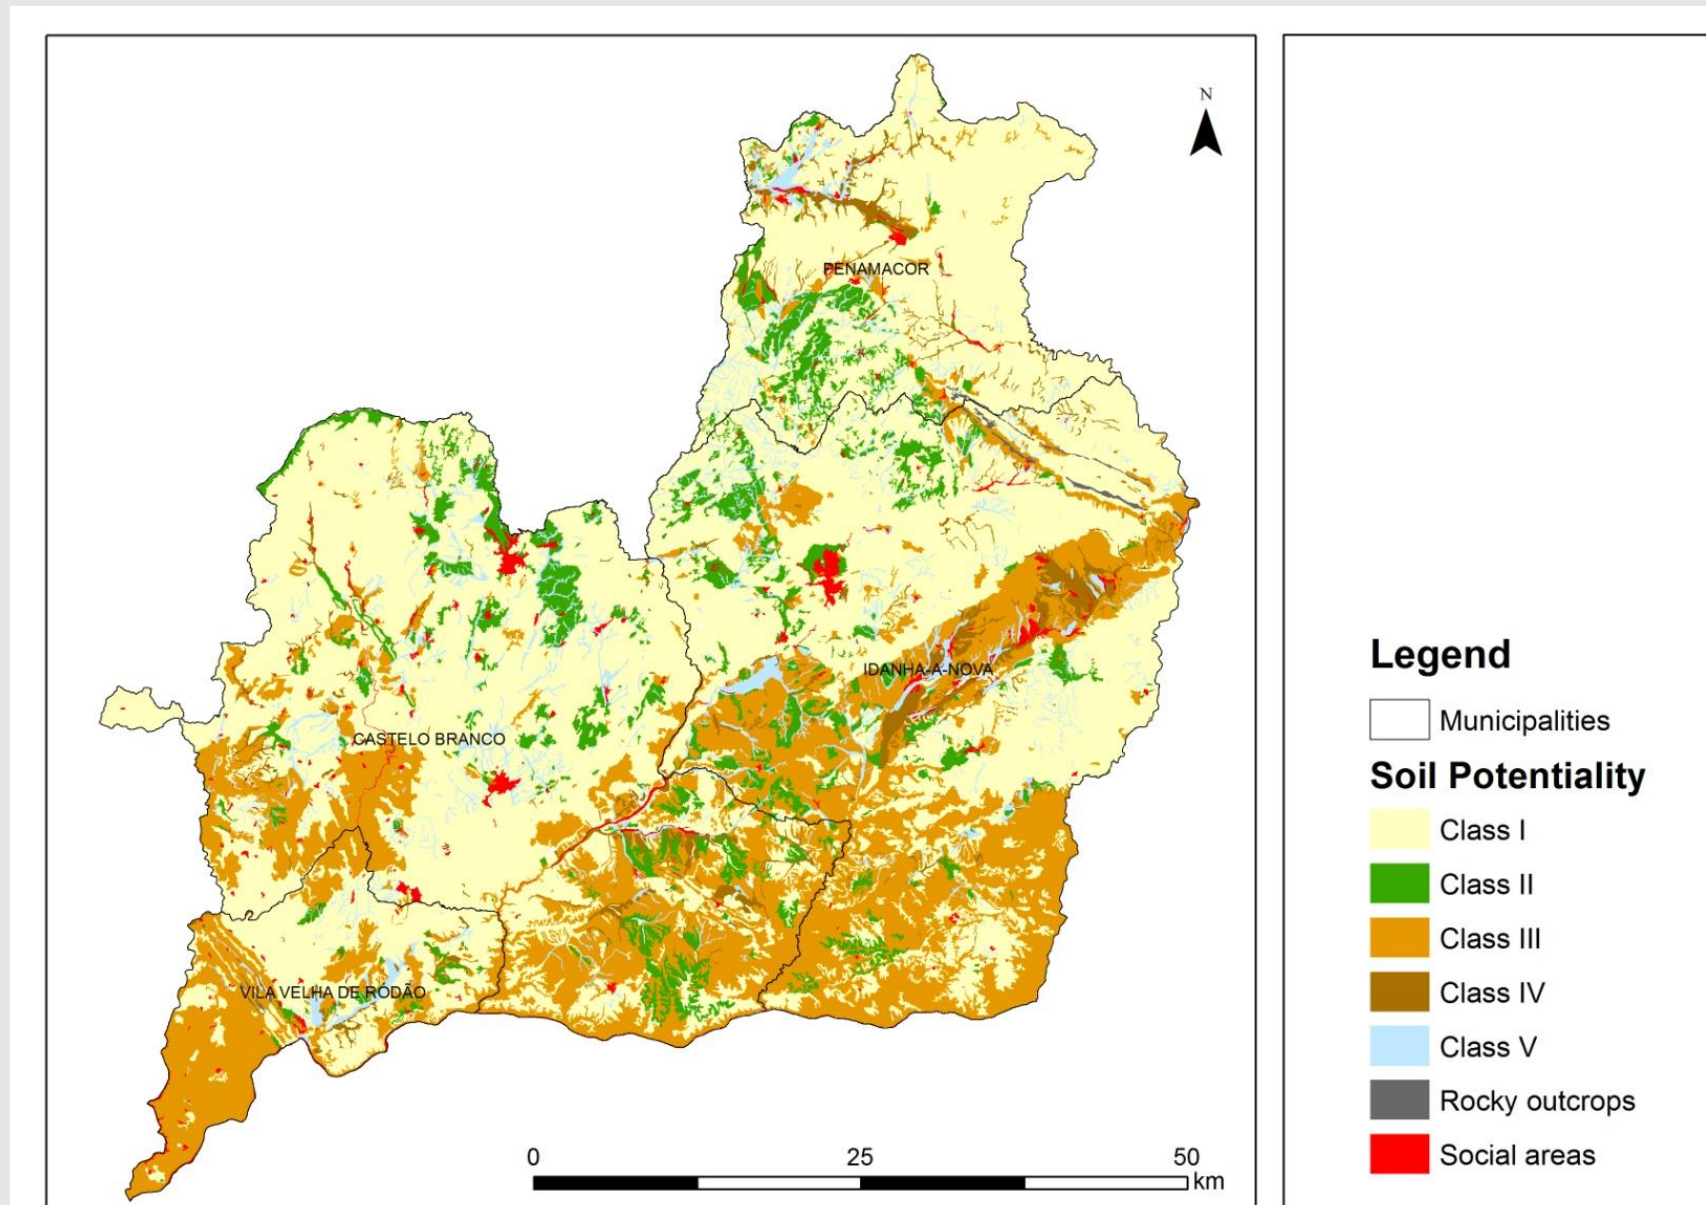 N
PENAMACOR
IDANHA-A-NOVA
CASTELO BRANCO
VILA VELHA DE RODÃO
0 25 50
km
Legend
Municipalities
Soil Potentiality
Class I
Class II
Class III
Class IV
Class V
Rocky outcrops
Social areas